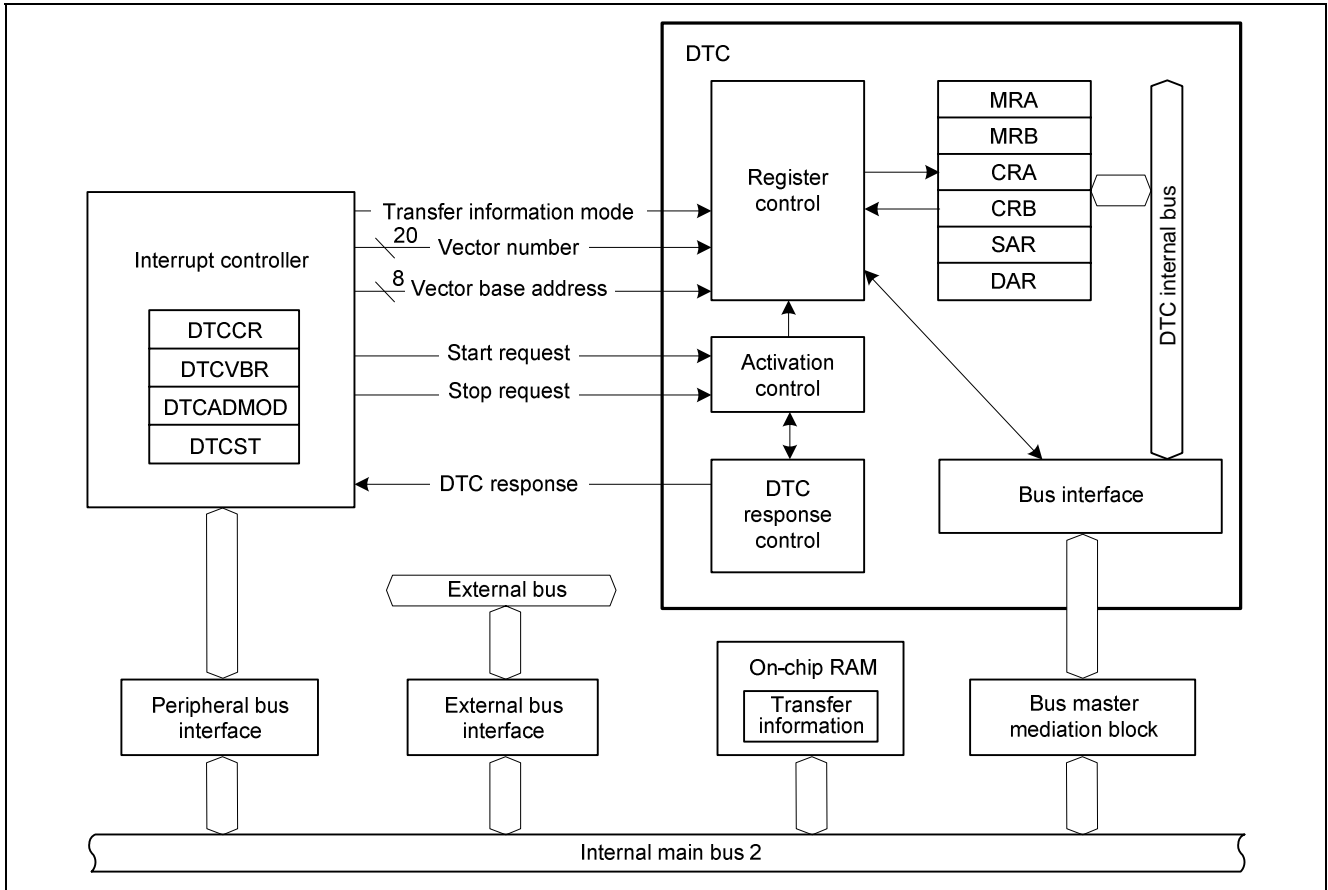 DTC
MRA
MRB
CRA
CRB
SAR
DAR
Register
control
DTC internal bus
Interrupt controller
DTCCR
DTCVBR
DTCADMOD
DTCST
Transfer information mode
20
Vector number
8
Vector base address
Start request
Stop request
DTC response
Activation
control
DTC
response
control
Bus interface
External bus
Peripheral bus
interface
External bus
interface
On-chip RAM
Transfer
information
Bus master
mediation block
Internal main bus 2